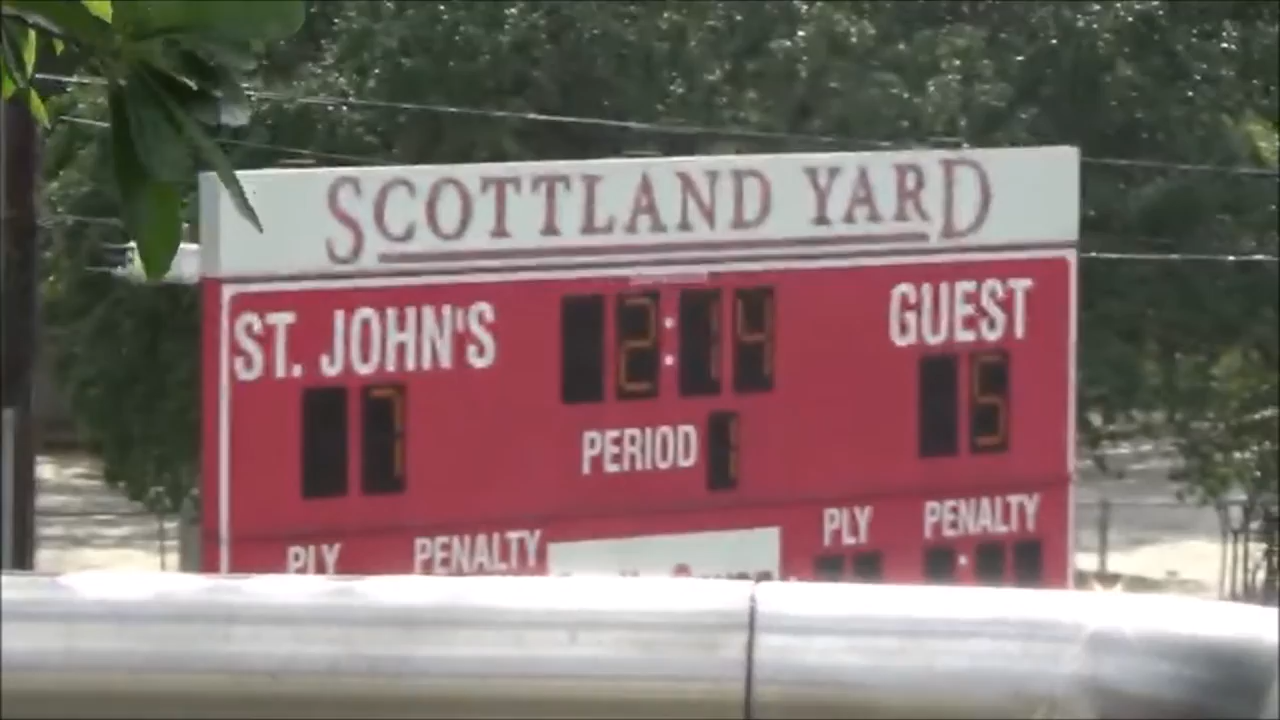 SCOTTLAND YARD
ST. JOHN'S 2:14 GUEST
7 5
PERIOD 1
PLY PENALTY PLY PENALTY